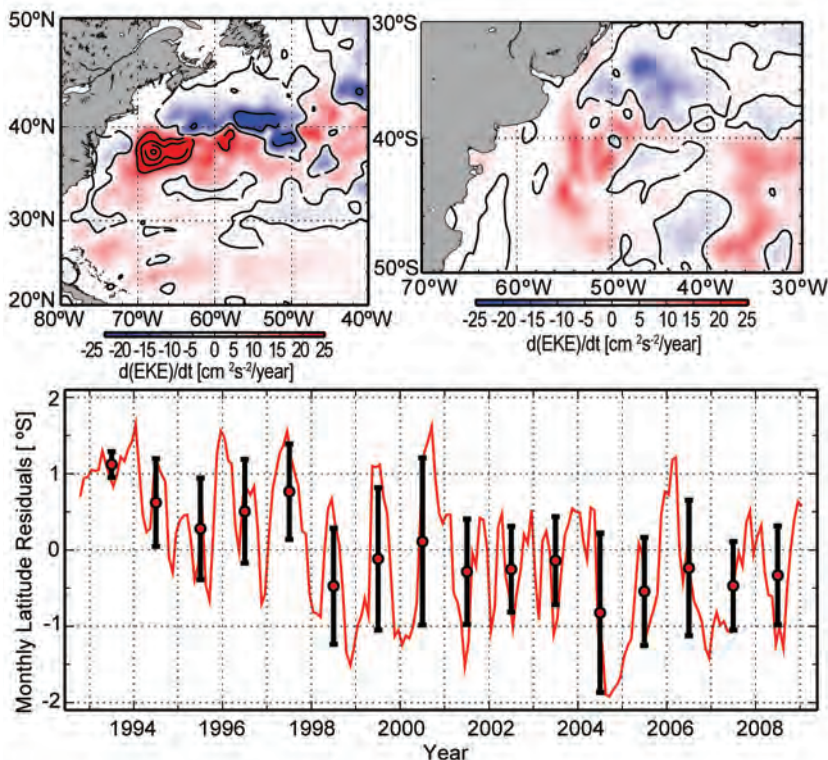 50°N
40°N
30°N
20°N
80°W 70°W 60°W 50°W 40°W
-25 -20 -15 -10 -5 0 5 10 15 20 25
d(EKE)/dt [cm ²s⁻²/year]
30°S
40°S
50°S
70°W 60°W 50°W 40°W 30°W
-25 -20 -15 -10 -5 0 5 10 15 20 25
d(EKE)/dt [cm ²s⁻²/year]
Monthly Latitude Residuals [ °S]
2
1
0
-1
-2
1994 1996 1998 2000 2002 2004 2006 2008
Year